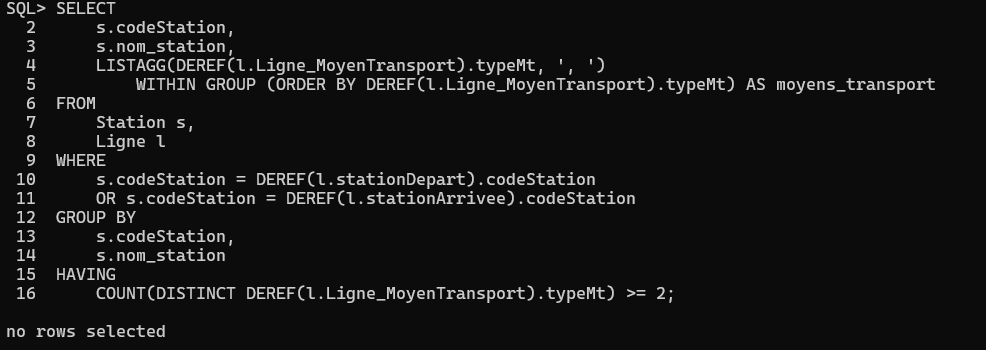 SQL> SELECT
  2      s.codeStation,
  3      s.nom_station,
  4      LISTAGG(DEREF(l.Ligne_MoyenTransport).typeMt, ', ')
  5          WITHIN GROUP (ORDER BY DEREF(l.Ligne_MoyenTransport).typeMt) AS moyens_transport
  6  FROM
  7      Station s,
  8      Ligne l
  9  WHERE
 10      s.codeStation = DEREF(l.stationDepart).codeStation
 11      OR s.codeStation = DEREF(l.stationArrivee).codeStation
 12  GROUP BY
 13      s.codeStation,
 14      s.nom_station
 15  HAVING
 16      COUNT(DISTINCT DEREF(l.Ligne_MoyenTransport).typeMt) >= 2;
no rows selected